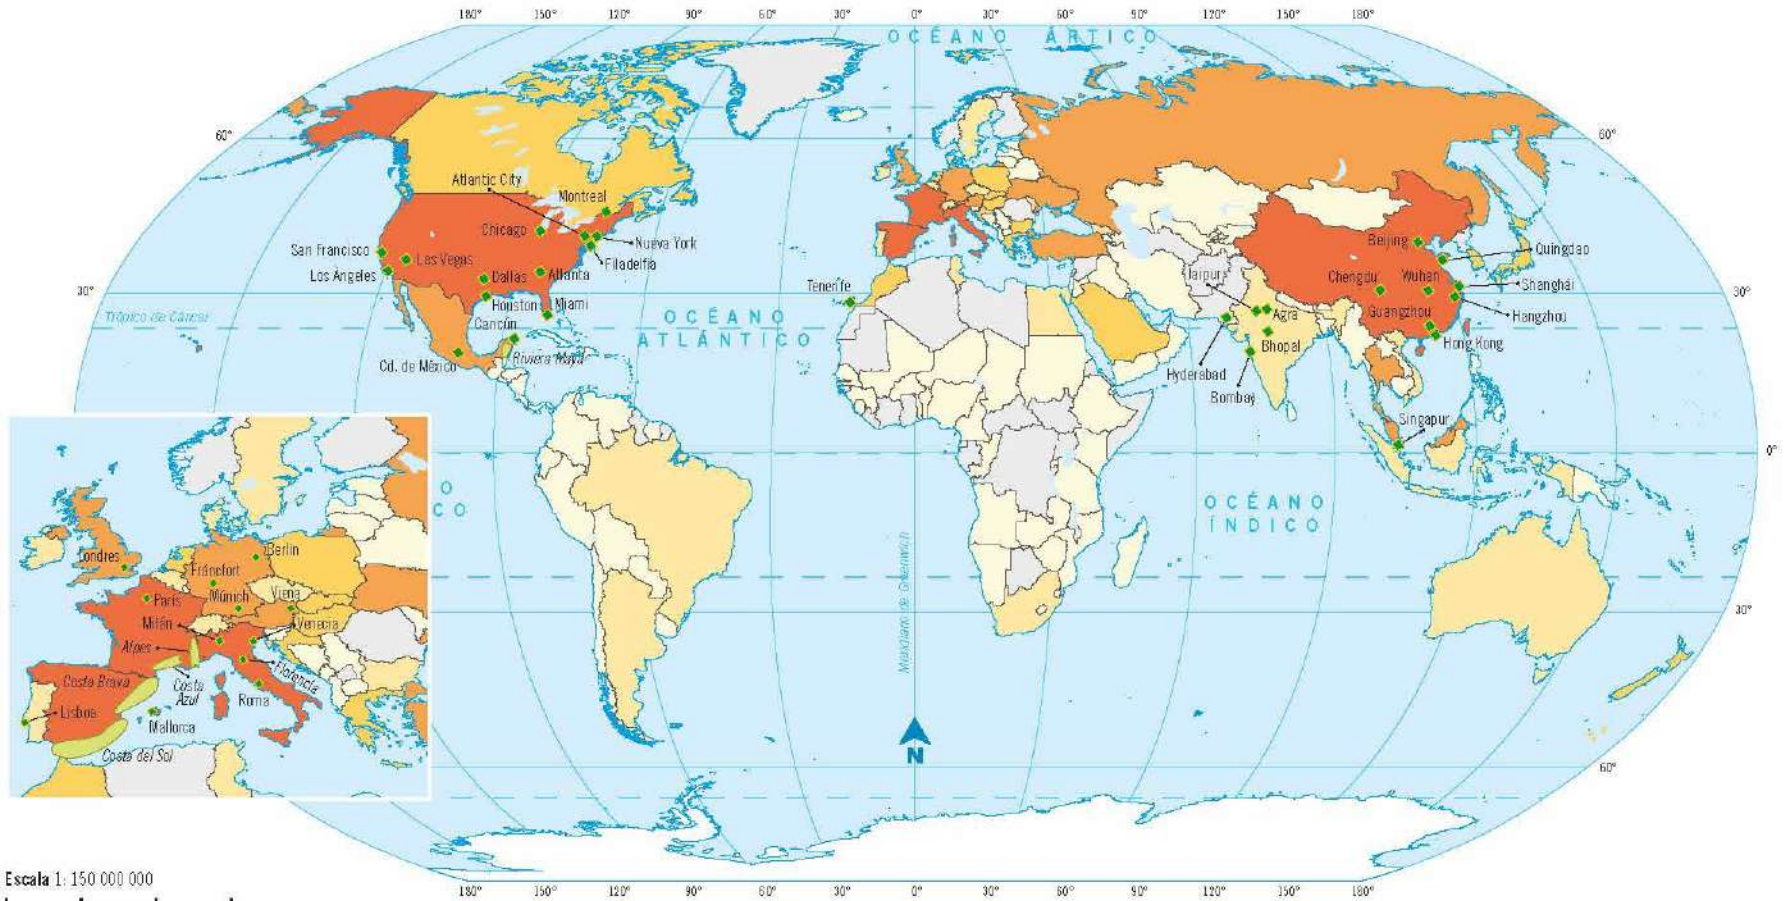 180° 150° 120° 90° 60° 30° 0° 30° 60° 90° 120° 150° 180°
OCÉANO ÁRTICO
60° 60°
Atlantic City
Montreal
Chicago
Nueva York
San Francisco
Las Vegas
Filadelfia
Los Ángeles
Dallas
Atlanta
30°
Houston
Miami
Cancún
Trópico de Cáncer
Riviera Maya
Cd. de México
OCÉANO
ATLÁNTICO
Tenerife
Beijing
Quingdao
Jaipur
Chengdu
Wuhan
Shanghái
30°
Agra
Guangzhou
Hangzhou
Bhopal
Hong Kong
Hyderabad
Bombay
Singapur
0°
O
CO
OCÉANO
ÍNDICO
Meridiano de Greenwich
Londres
Berlín
Fráncfort
Múnich
Viena
París
Milán
Venecia
Alpes
Florencia
Costa Brava
Costa
Azul
Roma
Lisboa
Mallorca
Costa del Sol
30°
N
60°
Escala 1: 150 000 000
180° 150° 120° 90° 60° 30° 0° 30° 60° 90° 120° 150° 180°